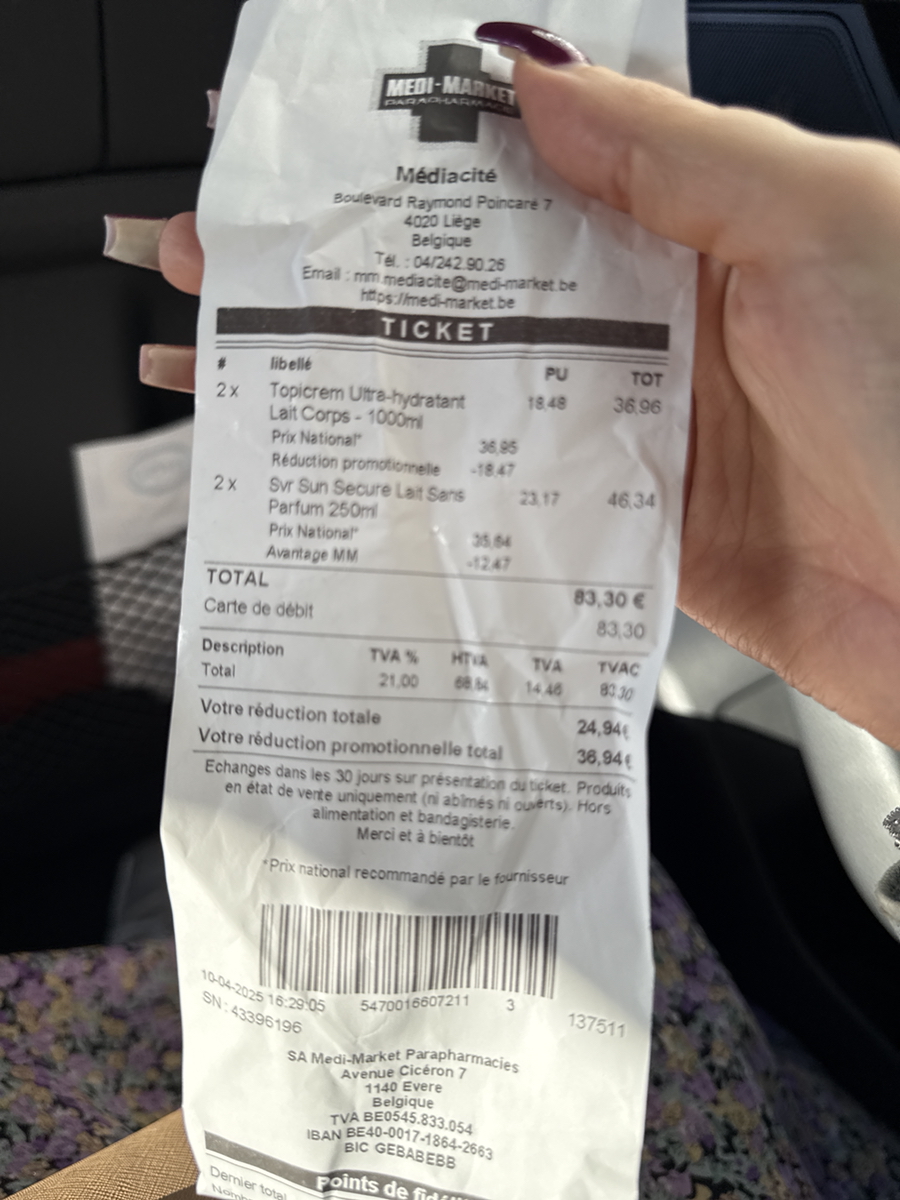 MEDI-MARKET
PARAPHARMACIE
Médiacité
Boulevard Raymond Poincaré 7
4020 Liège
Belgique
Tél. : 04/242.90.26
Email : mm.mediacite@medi-market.be
https://medi-market.be
TICKET
# libellé PU TOT
2 x Topicrem Ultra-hydratant 18,48 36,96
Lait Corps - 1000ml
Prix National* 36,95
Réduction promotionnelle -18,47
2 x Svr Sun Secure Lait Sans 23,17 46,34
Parfum 250ml
Prix National* 35,64
Avantage MM -12,47
TOTAL 83,30 €
Carte de débit 83,30
Description TVA % HTVA TVA TVAC
Total 21,00 68,84 14,46 83,30
Votre réduction totale 24,94€
Votre réduction promotionnelle total 36,94€
Echanges dans les 30 jours sur présentation du ticket. Produits
en état de vente uniquement (ni abîmés ni ouverts). Hors
alimentation et bandagisterie.
Merci et à bientôt
*Prix national recommandé par le fournisseur
10-04-2025 16:29:05 5470016607211 3 137511
SN : 43396196
SA Medi-Market Parapharmacies
Avenue Cicéron 7
1140 Evere
Belgique
TVA BE0545.833.054
IBAN BE40-0017-1864-2663
BIC GEBABEBB
Points de
Dernier total